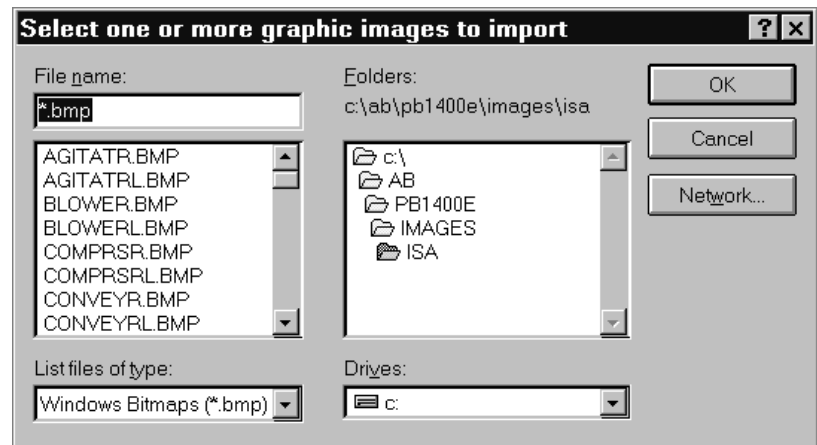 Select one or more graphic images to import
File name:
*.bmp
AGITATR.BMP
AGITATRL.BMP
BLOWER.BMP
BLOWERL.BMP
COMPRSR.BMP
COMPRSRL.BMP
CONVEYR.BMP
CONVEYRL.BMP
List files of type:
Windows Bitmaps (*.bmp)
Folders:
c:\ab\pb1400e\images\isa
c:\
AB
PB1400E
IMAGES
ISA
Drives:
c:
OK
Cancel
Network...